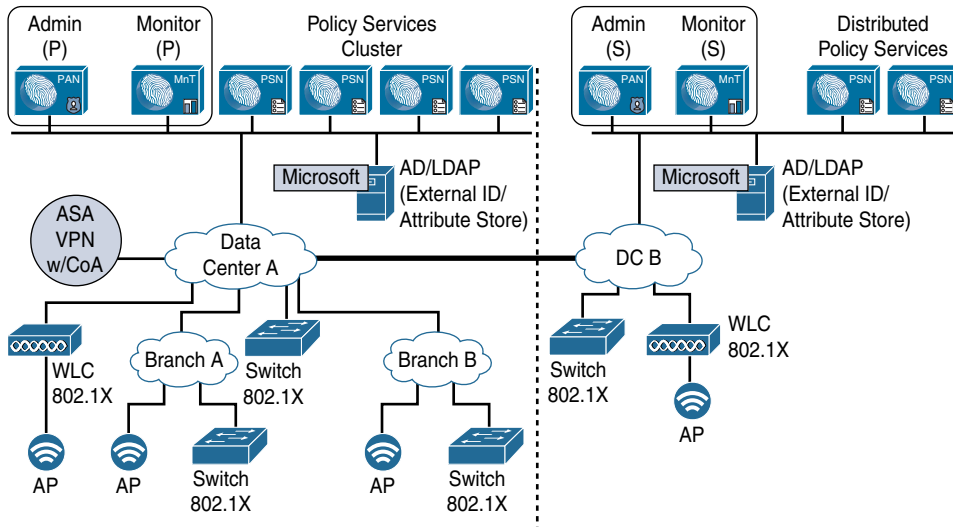 Admin
(P)
Monitor
(P)
Policy Services
Cluster
Admin
(S)
Monitor
(S)
Distributed
Policy Services
PAN
MnT
PSN
PSN
PSN
PSN
PAN
MnT
PSN
PSN
Microsoft
AD/LDAP
(External ID/
Attribute Store)
Microsoft
AD/LDAP
(External ID/
Attribute Store)
ASA
VPN
w/CoA
Data
Center A
DC B
WLC
802.1X
Branch A
Switch
802.1X
Branch B
Switch
802.1X
WLC
802.1X
AP
AP
Switch
802.1X
AP
Switch
802.1X
AP